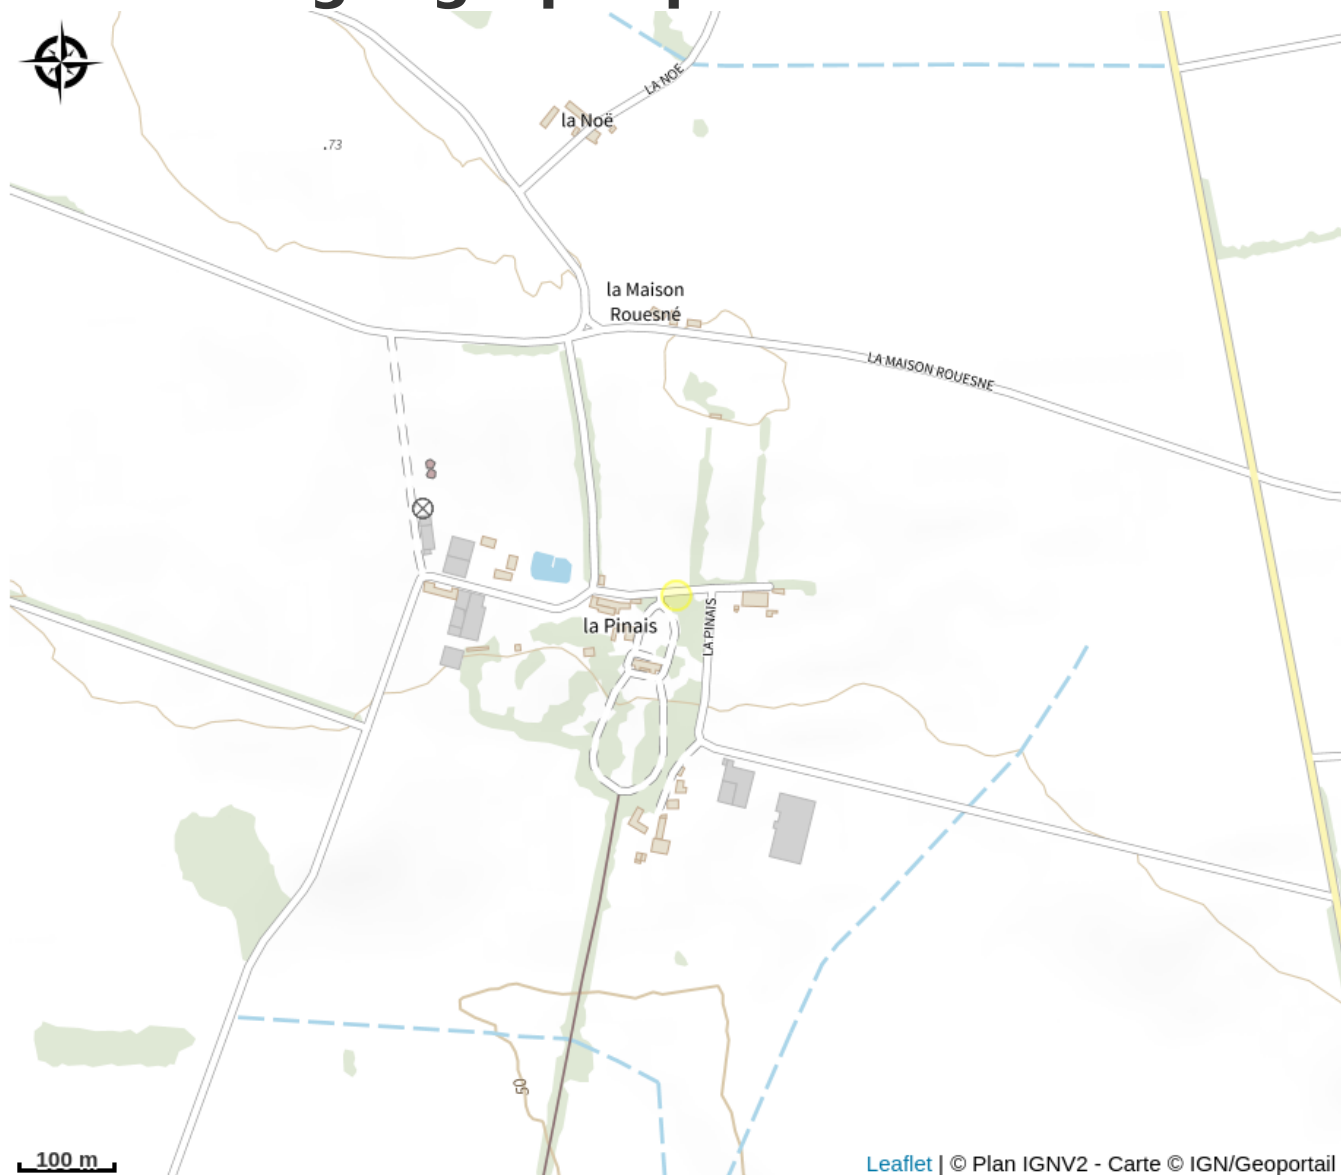 LA NOE
la Noë
.73
la Maison
Rouesné
LA MAISON ROUESNE
la Pinais
LA PINAIS
50
100 m
Leaflet | © Plan IGNV2 - Carte © IGN/Geoportail